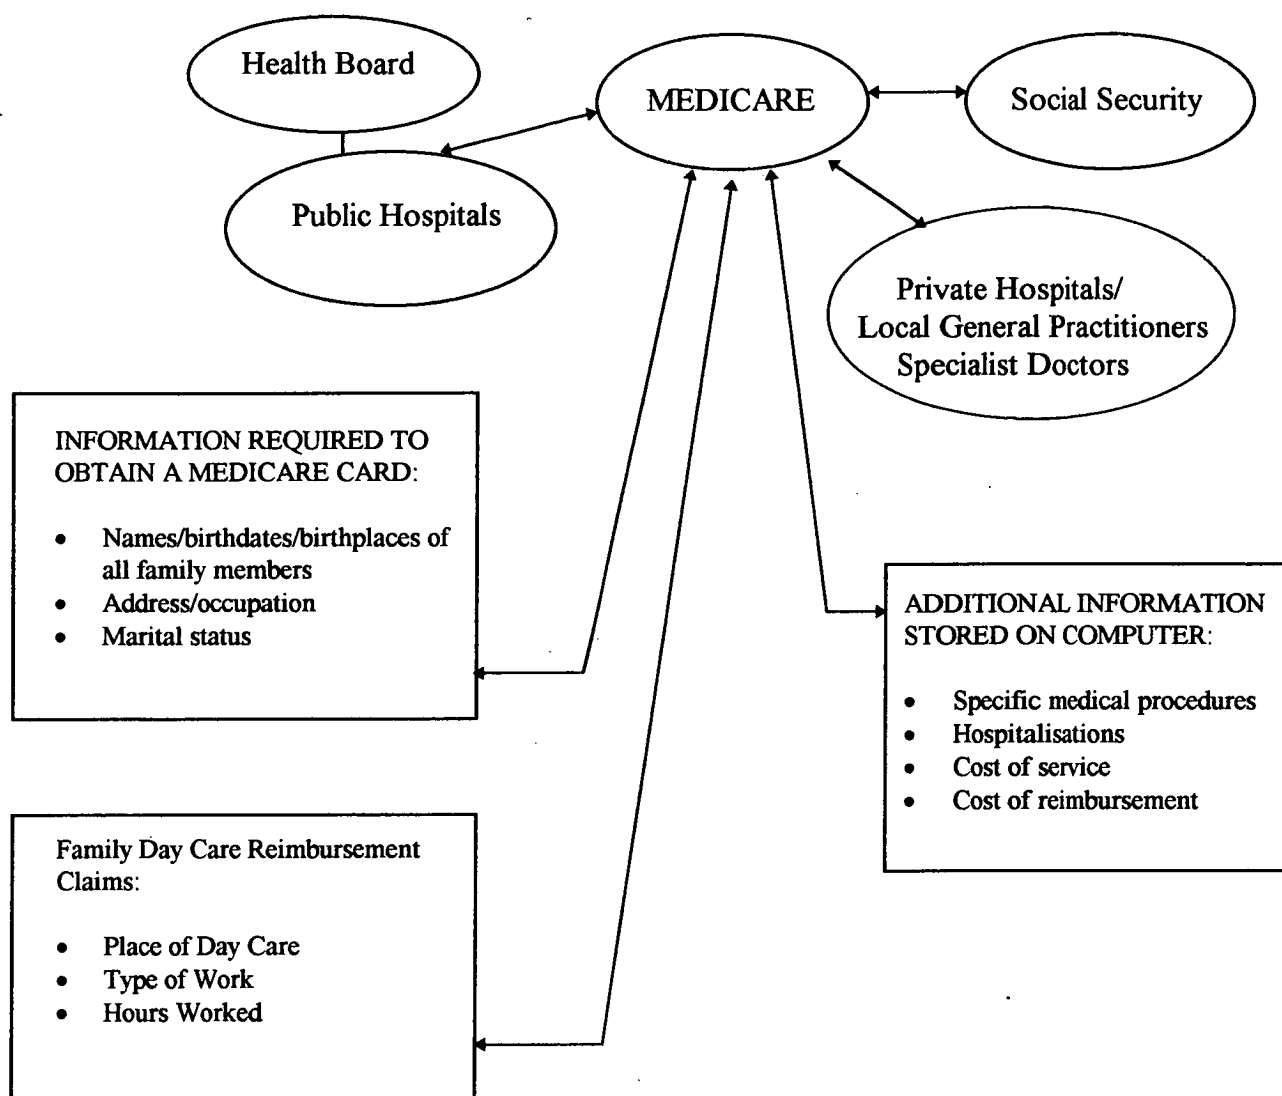 Health Board
MEDICARE
Social Security
Public Hospitals
Private Hospitals/
Local General Practitioners
Specialist Doctors
INFORMATION REQUIRED TO
OBTAIN A MEDICARE CARD:
• Names/birthdates/birthplaces of
all family members
• Address/occupation
• Marital status
ADDITIONAL INFORMATION
STORED ON COMPUTER:
• Specific medical procedures
• Hospitalisations
• Cost of service
• Cost of reimbursement
Family Day Care Reimbursement
Claims:
• Place of Day Care
• Type of Work
• Hours Worked